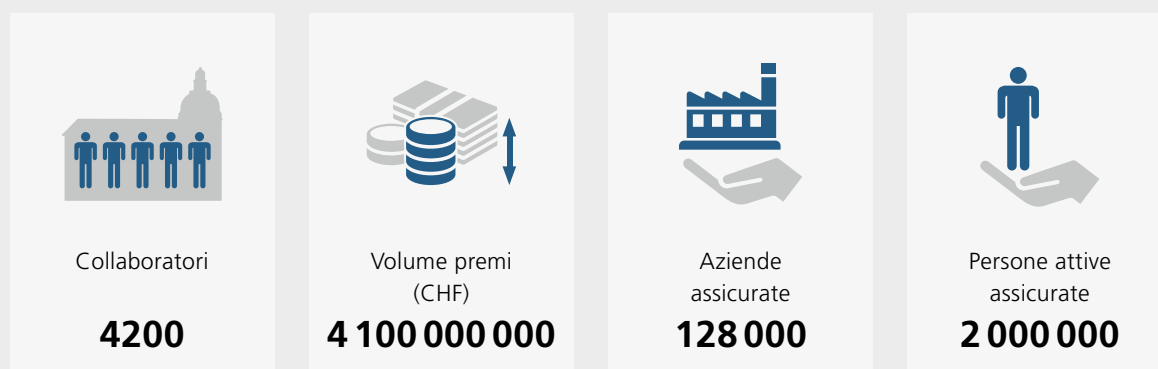 Collaboratori
4200
Volume premi
(CHF)
4 100 000 000
Aziende
assicurate
128 000
Persone attive
assicurate
2 000 000